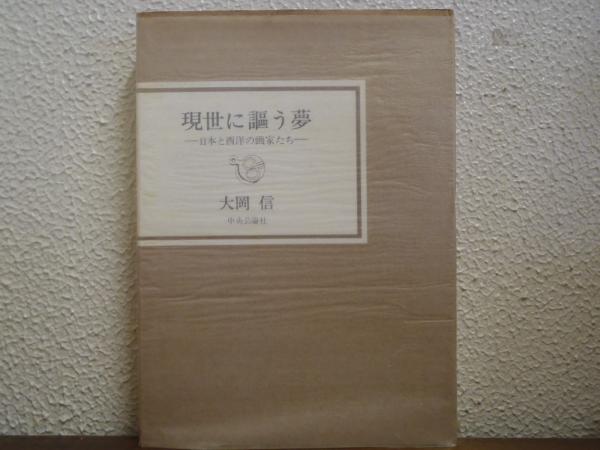 現世に謳う夢
―日本と西洋の画家たち―
大岡 信
中央公論社